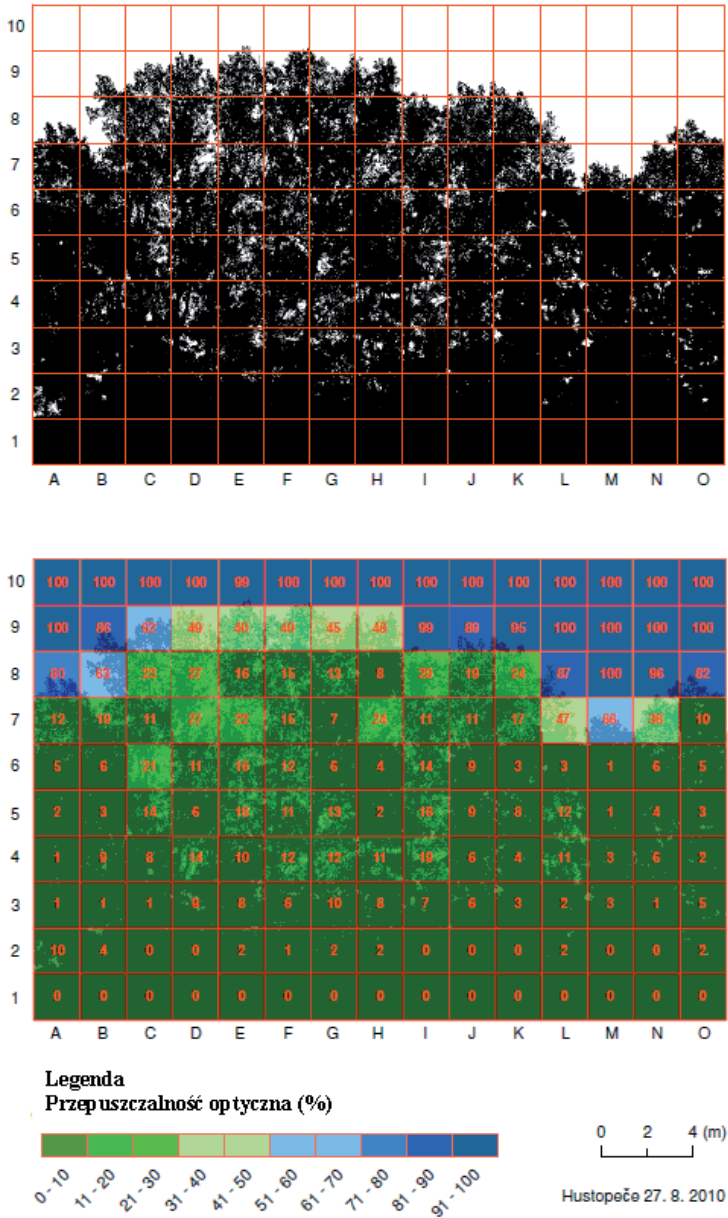 10
9
8
7
6
5
4
3
2
1
A B C D E F G H I J K L M N O
10 100 100 100 100 99 100 100 100 100 100 100 100 100 100 100
9 100 86 62 49 40 45 48 99 89 95 100 100 100 100
8 80 63 23 27 16 15 13 8 29 19 24 87 100 96 82
7 12 19 11 27 22 15 7 24 11 11 17 47 66 10
6 5 6 21 11 16 12 6 4 14 9 3 3 1 6 5
5 2 3 14 6 18 11 13 2 16 9 8 12 1 4 3
4 1 9 8 14 10 12 12 11 19 6 4 11 3 6 2
3 1 1 1 9 8 6 10 8 7 6 3 2 3 1 5
2 10 4 0 0 2 1 2 2 0 0 0 2 0 0 2
1 0 0 0 0 0 0 0 0 0 0 0 0 0 0 0
A B C D E F G H I J K L M N O
Legenda
Przepuszczalność optyczna (%)
0 - 10 11 - 20 21 - 30 31 - 40 41 - 50 51 - 60 61 - 70 71 - 80 81 - 90 91 - 100
0 2 4 (m)
Hustopeče 27. 8. 2010